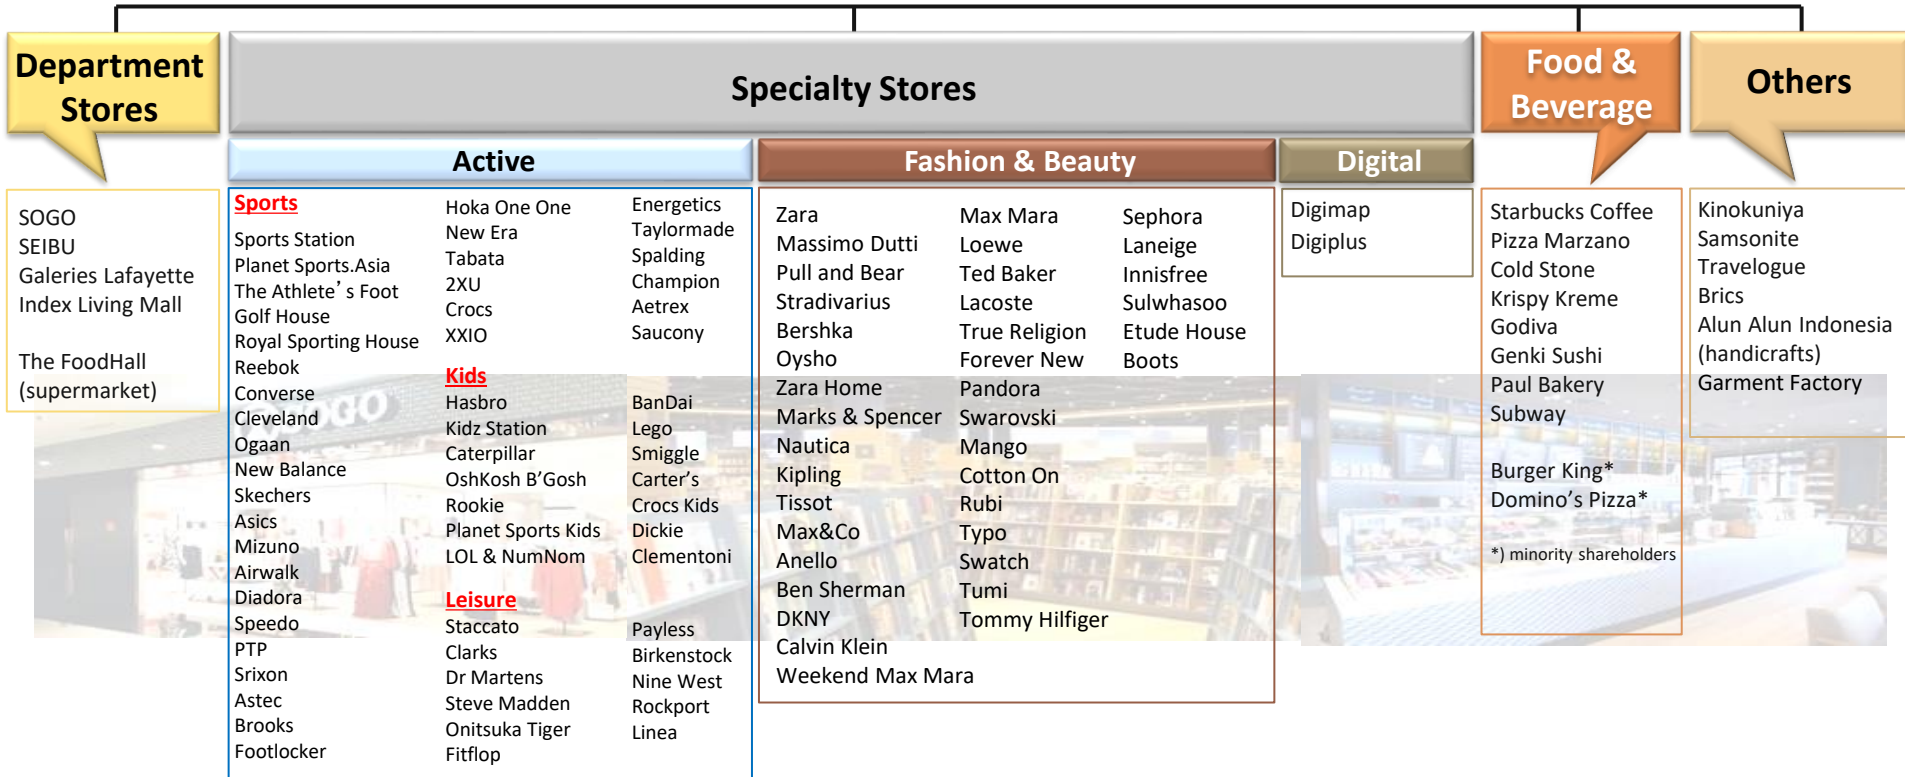 Department
Stores
Specialty Stores
Food &
Beverage
Others
Active
Fashion & Beauty
Digital
SOGO
SEIBU
Galeries Lafayette
Index Living Mall
The FoodHall
(supermarket)
Sports
Sports Station
Planet Sports.Asia
The Athlete’s Foot
Golf House
Royal Sporting House
Reebok
Converse
Cleveland
Ogaan
New Balance
Skechers
Asics
Mizuno
Airwalk
Diadora
Speedo
PTP
Srixon
Astec
Brooks
Footlocker
Hoka One One
New Era
Tabata
2XU
Crocs
XXIO
Energetics
Taylormade
Spalding
Champion
Aetrex
Saucony
Kids
Hasbro
Kidz Station
Caterpillar
OshKosh B’Gosh
Rookie
Planet Sports Kids
LOL & NumNom
BanDai
Lego
Smiggle
Carter’s
Crocs Kids
Dickie
Clementoni
Leisure
Staccato
Clarks
Dr Martens
Steve Madden
Onitsuka Tiger
Fitflop
Payless
Birkenstock
Nine West
Rockport
Linea
Zara
Massimo Dutti
Pull and Bear
Stradivarius
Bershka
Oysho
Zara Home
Marks & Spencer
Nautica
Kipling
Tissot
Max&Co
Anello
Ben Sherman
DKNY
Calvin Klein
Weekend Max Mara
Max Mara
Loewe
Ted Baker
Lacoste
True Religion
Forever New
Pandora
Swarovski
Mango
Cotton On
Rubi
Typo
Swatch
Tumi
Tommy Hilfiger
Sephora
Laneige
Innisfree
Sulwhasoo
Etude House
Boots
Digimap
Digiplus
Starbucks Coffee
Pizza Marzano
Cold Stone
Krispy Kreme
Godiva
Genki Sushi
Paul Bakery
Subway
Burger King*
Domino’s Pizza*
*) minority shareholders
Kinokuniya
Samsonite
Travelogue
Brics
Alun Alun Indonesia
(handicrafts)
Garment Factory
SOGO